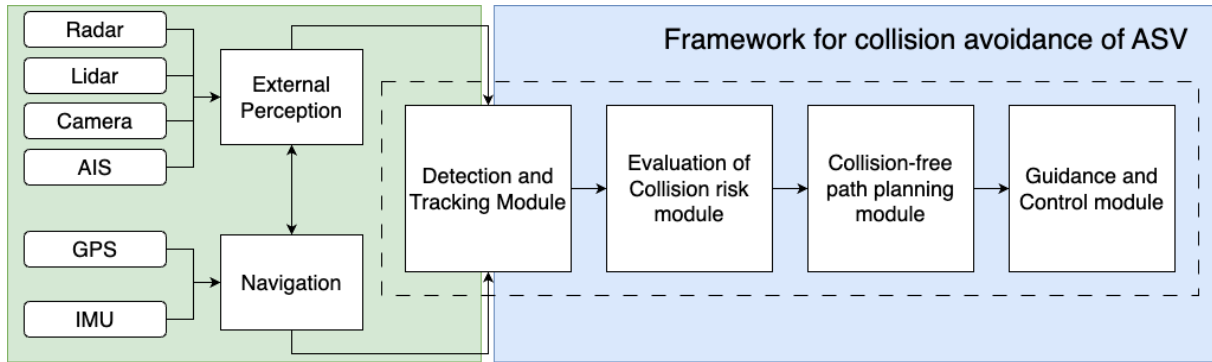 Radar
Lidar
Camera
AIS
GPS
IMU
External
Perception
Navigation
Framework for collision avoidance of ASV
Detection and
Tracking Module
Evaluation of
Collision risk
module
Collision-free
path planning
module
Guidance and
Control module